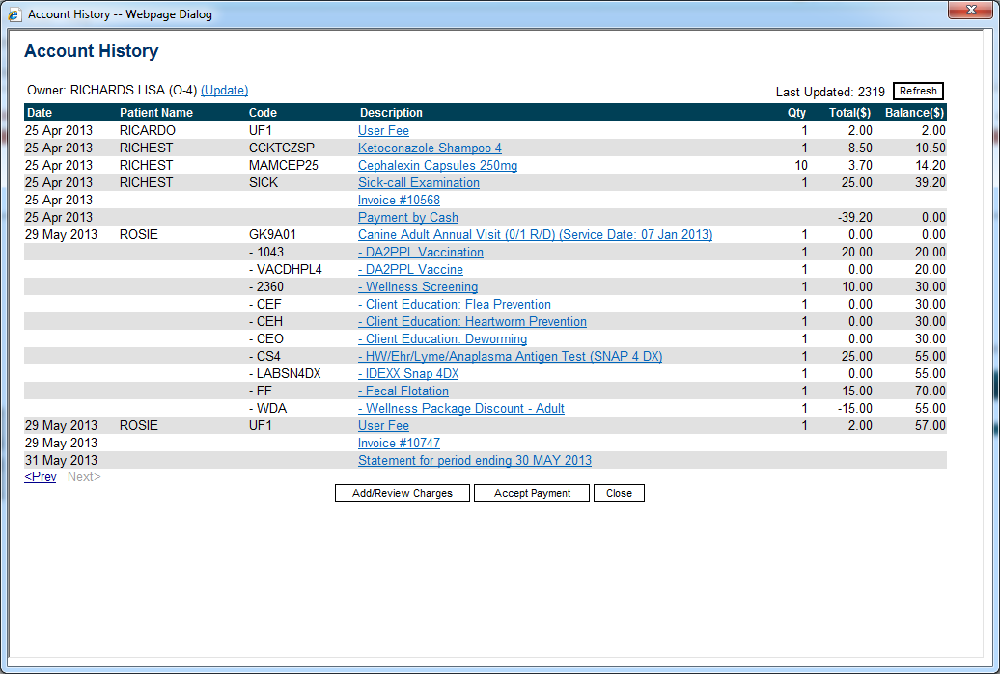 Account History -- Webpage Dialog
Account History
Owner: RICHARDS LISA (O-4) (Update) Last Updated: 2319 Refresh
Date Patient Name Code Description Qty Total($) Balance($)
25 Apr 2013 RICARDO UF1 User Fee 1 2.00 2.00
25 Apr 2013 RICHEST CCKTCZSP Ketoconazole Shampoo 4 1 8.50 10.50
25 Apr 2013 RICHEST MAMCEP25 Cephalexin Capsules 250mg 10 3.70 14.20
25 Apr 2013 RICHEST SICK Sick-call Examination 1 25.00 39.20
25 Apr 2013 Invoice #10568
25 Apr 2013 Payment by Cash -39.20 0.00
29 May 2013 ROSIE GK9A01 Canine Adult Annual Visit (0/1 R/D) (Service Date: 07 Jan 2013) 1 0.00 0.00
- 1043 - DA2PPL Vaccination 1 20.00 20.00
- VACDHPL4 - DA2PPL Vaccine 1 0.00 20.00
- 2360 - Wellness Screening 1 10.00 30.00
- CEF - Client Education: Flea Prevention 1 0.00 30.00
- CEH - Client Education: Heartworm Prevention 1 0.00 30.00
- CEO - Client Education: Deworming 1 0.00 30.00
- CS4 - HW/Ehr/Lyme/Anaplasma Antigen Test (SNAP 4 DX) 1 25.00 55.00
- LABSN4DX - IDEXX Snap 4DX 1 0.00 55.00
- FF - Fecal Flotation 1 15.00 70.00
- WDA - Wellness Package Discount - Adult 1 -15.00 55.00
29 May 2013 ROSIE UF1 User Fee 1 2.00 57.00
29 May 2013 Invoice #10747
31 May 2013 Statement for period ending 30 MAY 2013
<Prev Next>
Add/Review Charges Accept Payment Close